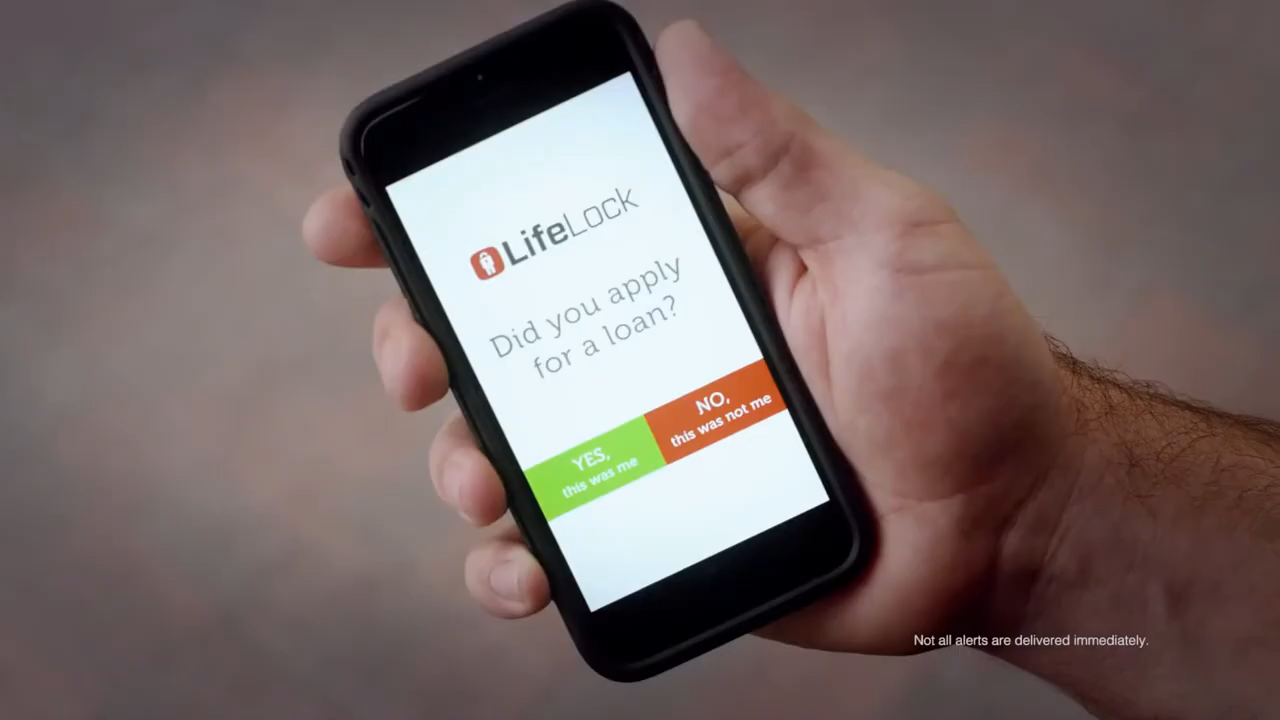 LifeLock
Did you apply
for a loan?
YES,
this was me
NO,
this was not me
Not all alerts are delivered immediately.